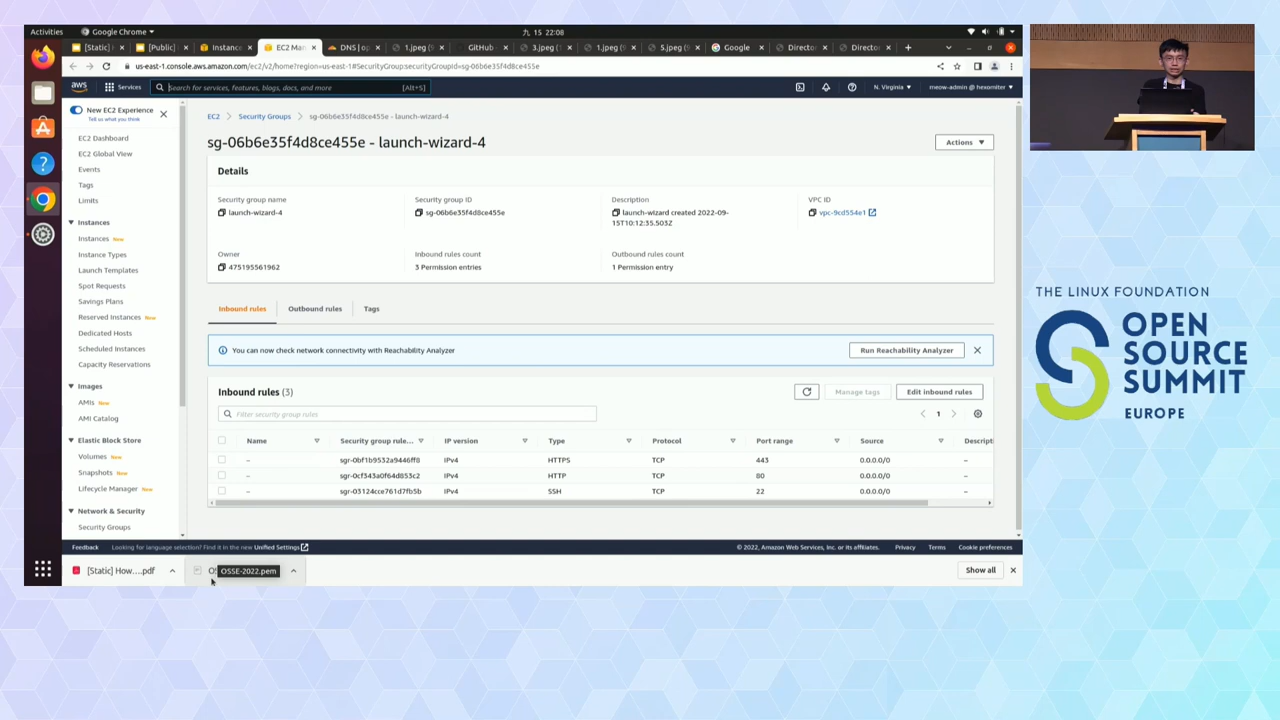 Activities
Google Chrome
九 15 22:08
[Static]
[Public]
Instance
EC2 Man
DNS | op
1.jpeg (
GitHub
3.jpeg (
1.jpeg (
5.jpeg (
Google
Director
Director
us-east-1.console.aws.amazon.com/ec2/v2/home?region=us-east-1#SecurityGroup:securityGroupId=sg-06b6e35f4d8ce455e
aws
Services
Search for services, features, blogs, docs, and more
[Alt+S]
N. Virginia
meow-admin @ hexomiter
New EC2 Experience
Tell us what you think
EC2 Dashboard
EC2 Global View
Events
Tags
Limits
Instances
Instances New
Instance Types
Launch Templates
Spot Requests
Savings Plans
Reserved Instances New
Dedicated Hosts
Scheduled Instances
Capacity Reservations
Images
AMIs New
AMI Catalog
Elastic Block Store
Volumes New
Snapshots New
Lifecycle Manager New
Network & Security
Security Groups
EC2
Security Groups
sg-06b6e35f4d8ce455e - launch-wizard-4
sg-06b6e35f4d8ce455e - launch-wizard-4
Actions
Details
Security group name
launch-wizard-4
Security group ID
sg-06b6e35f4d8ce455e
Description
launch-wizard created 2022-09-
15T10:12:35.503Z
VPC ID
vpc-9cd554e1
Owner
475195561962
Inbound rules count
3 Permission entries
Outbound rules count
1 Permission entry
Inbound rules
Outbound rules
Tags
You can now check network connectivity with Reachability Analyzer
Run Reachability Analyzer
Inbound rules (3)
Manage tags
Edit inbound rules
Filter security group rules
1
Name
Security group rule...
IP version
Type
Protocol
Port range
Source
Descripti
– sgr-0bf1b9532a9446ff8 IPv4 HTTPS TCP 443 0.0.0.0/0 –
– sgr-0cf343a0f64d853c2 IPv4 HTTP TCP 80 0.0.0.0/0 –
– sgr-03124cce761d7fb5b IPv4 SSH TCP 22 0.0.0.0/0 –
Feedback
Looking for language selection? Find it in the new Unified Settings
© 2022, Amazon Web Services, Inc. or its affiliates.
Privacy
Terms
Cookie preferences
[Static] How....pdf
OSSE-2022.pem
Show all
THE LINUX FOUNDATION
OPEN
SOURCE
SUMMIT
EUROPE